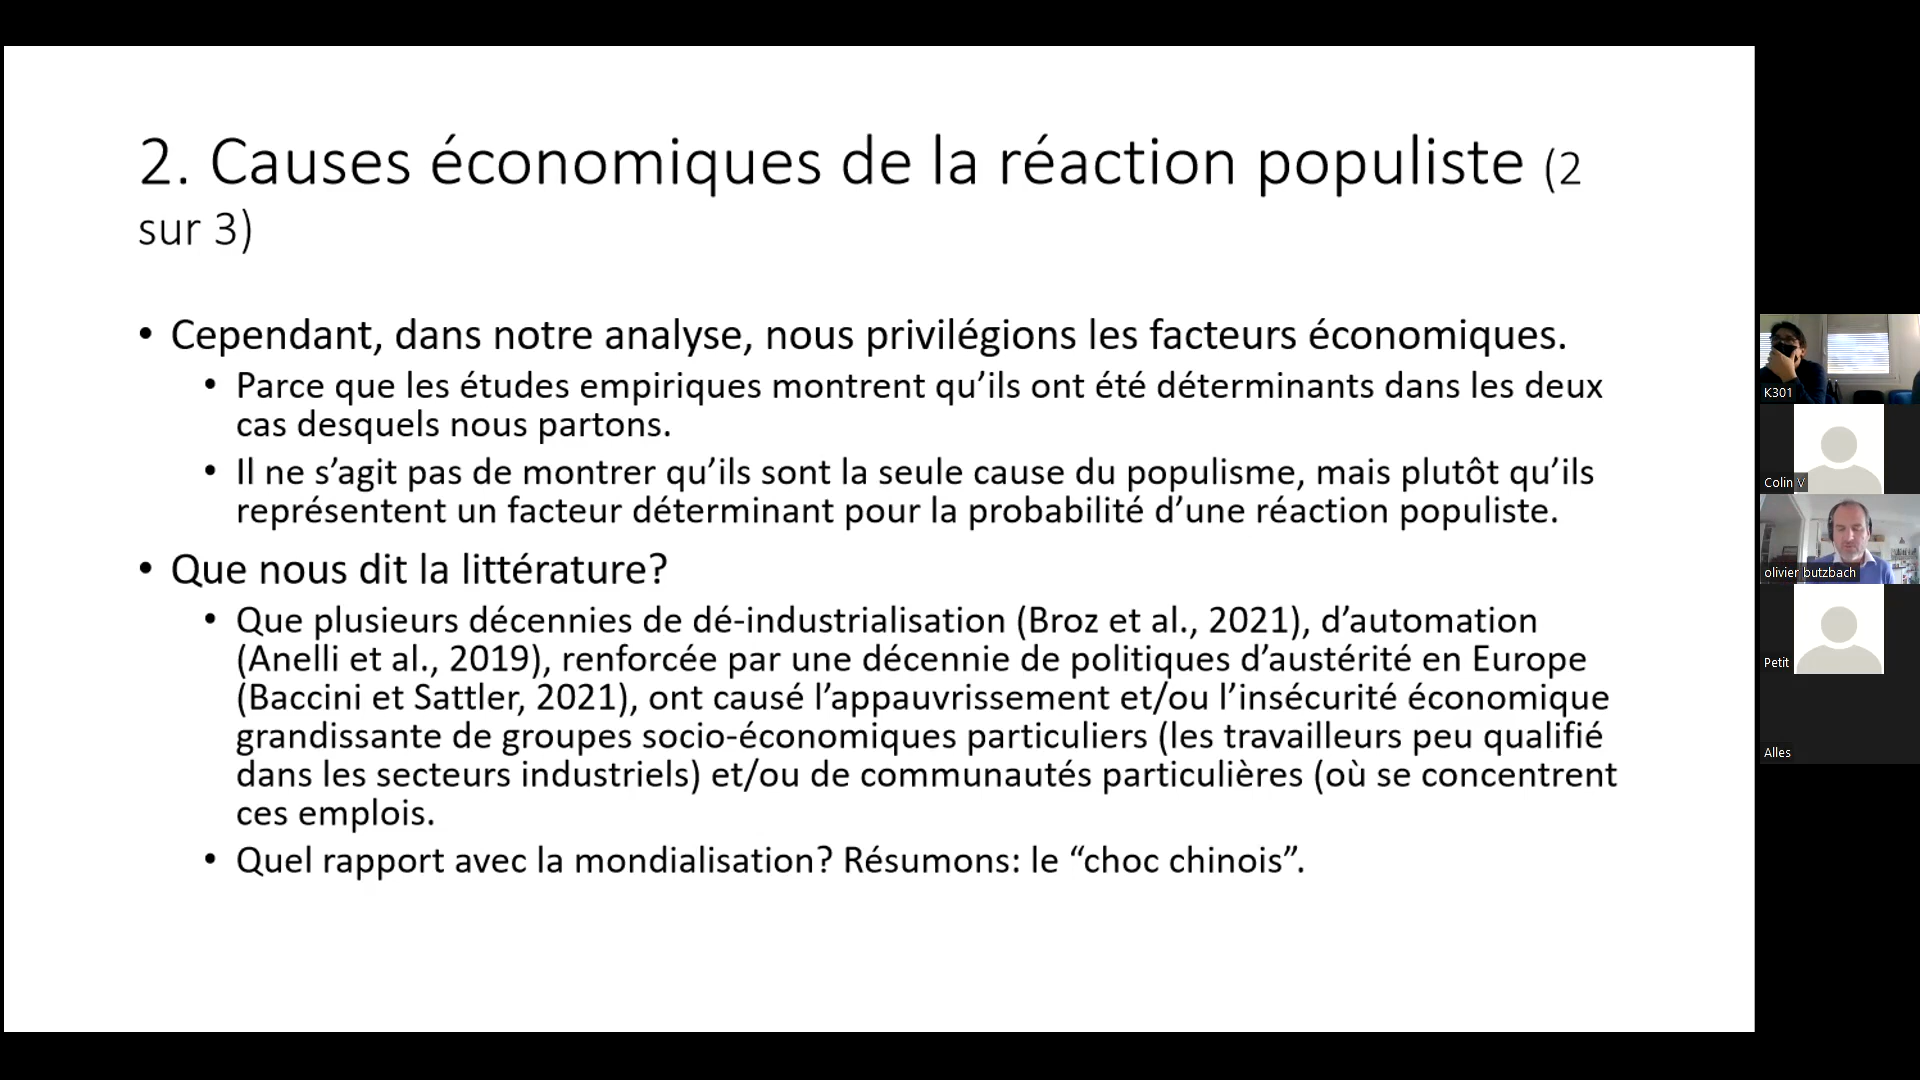 2. Causes économiques de la réaction populiste (2
sur 3)
• Cependant, dans notre analyse, nous privilégions les facteurs économiques.
• Parce que les études empiriques montrent qu’ils ont été déterminants dans les deux
cas desquels nous partons.
• Il ne s’agit pas de montrer qu’ils sont la seule cause du populisme, mais plutôt qu’ils
représentent un facteur déterminant pour la probabilité d’une réaction populiste.
• Que nous dit la littérature?
• Que plusieurs décennies de dé-industrialisation (Broz et al., 2021), d’automation
(Anelli et al., 2019), renforcée par une décennie de politiques d’austérité en Europe
(Baccini et Sattler, 2021), ont causé l’appauvrissement et/ou l’insécurité économique
grandissante de groupes socio-économiques particuliers (les travailleurs peu qualifié
dans les secteurs industriels) et/ou de communautés particulières (où se concentrent
ces emplois.
• Quel rapport avec la mondialisation? Résumons: le “choc chinois”.
K301
Colin V
olivier butzbach
Petit
Alles